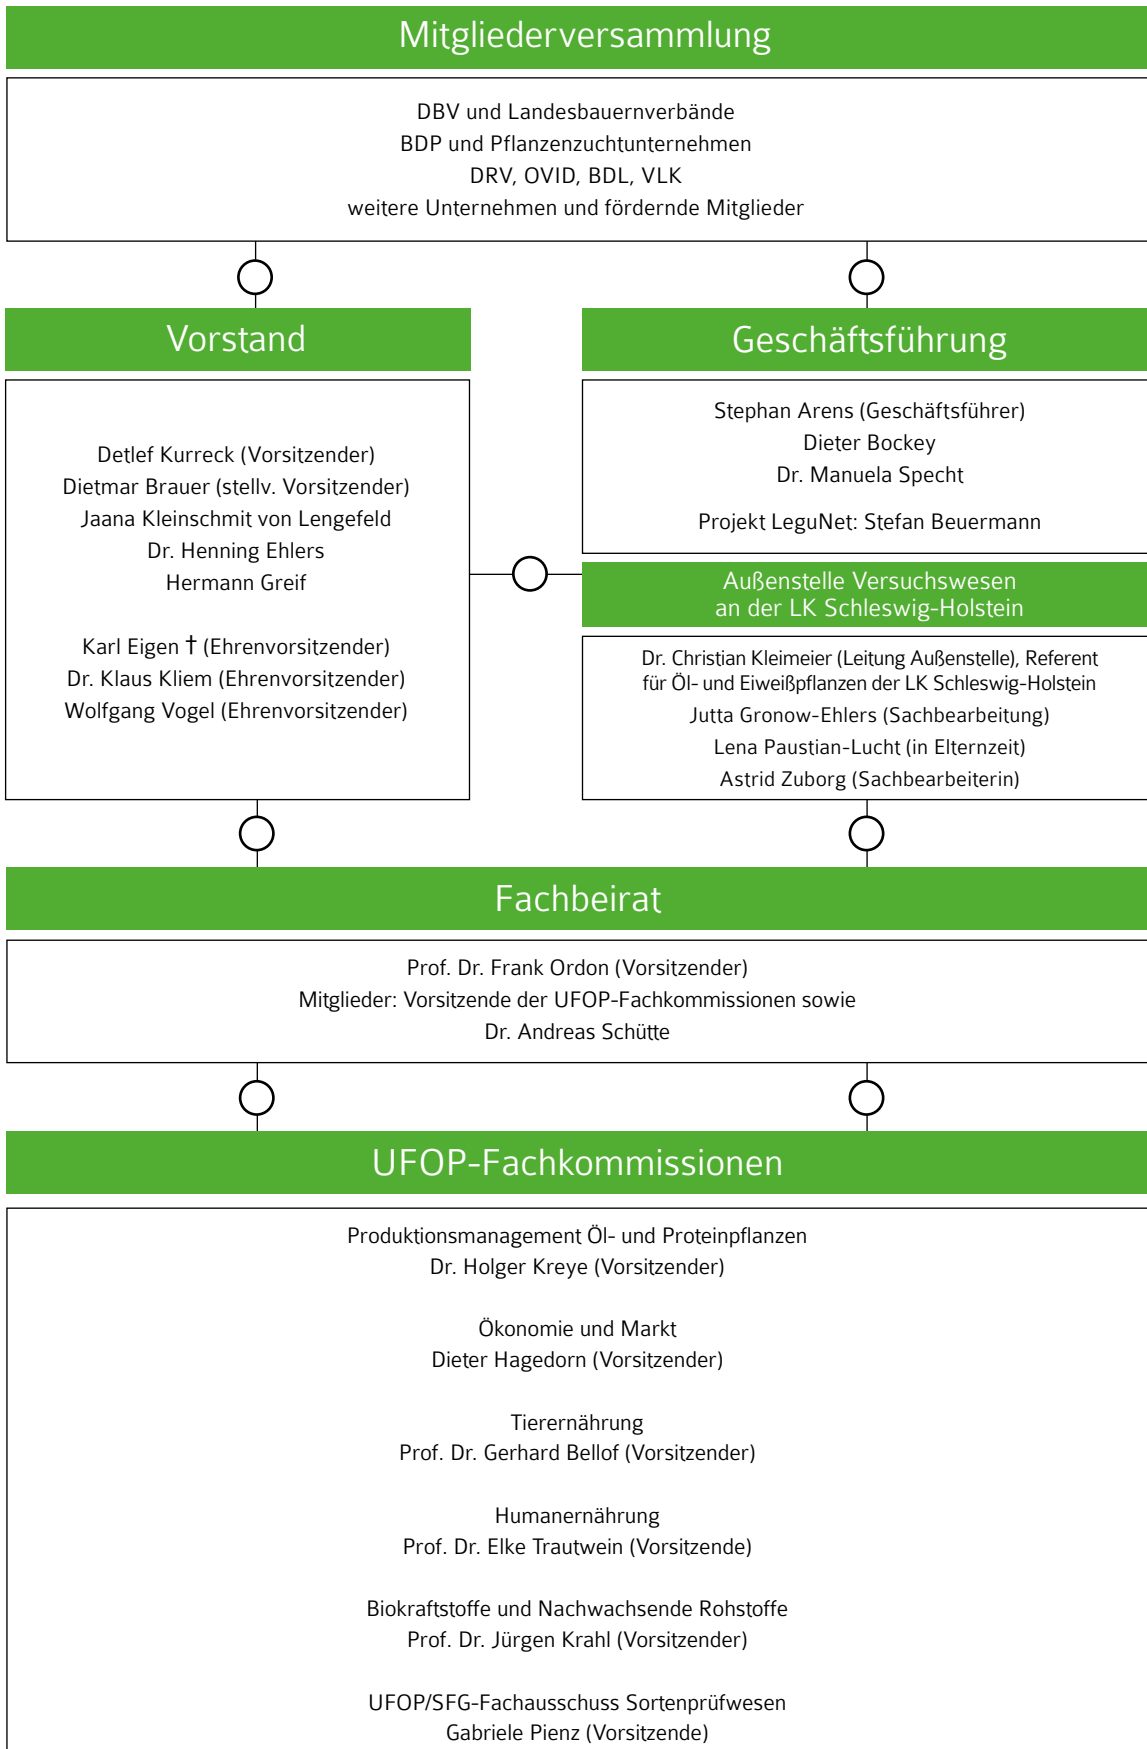 Mitgliederversammlung
DBV und Landesbauernverbände
BDP und Pflanzenzuchtunternehmen
DRV, OVID, BDL, VLK
weitere Unternehmen und fördernde Mitglieder
Vorstand
Detlef Kurreck (Vorsitzender)
Dietmar Brauer (stellv. Vorsitzender)
Jaana Kleinschmit von Lengefeld
Dr. Henning Ehlers
Hermann Greif
Karl Eigen † (Ehrenvorsitzender)
Dr. Klaus Kliem (Ehrenvorsitzender)
Wolfgang Vogel (Ehrenvorsitzender)
Geschäftsführung
Stephan Arens (Geschäftsführer)
Dieter Bockey
Dr. Manuela Specht
Projekt LeguNet: Stefan Beuermann
Außenstelle Versuchswesen
an der LK Schleswig-Holstein
Dr. Christian Kleimeier (Leitung Außenstelle), Referent
für Öl- und Eiweißpflanzen der LK Schleswig-Holstein
Jutta Gronow-Ehlers (Sachbearbeitung)
Lena Paustian-Lucht (in Elternzeit)
Astrid Zuborg (Sachbearbeiterin)
Fachbeirat
Prof. Dr. Frank Ordon (Vorsitzender)
Mitglieder: Vorsitzende der UFOP-Fachkommissionen sowie
Dr. Andreas Schütte
UFOP-Fachkommissionen
Produktionsmanagement Öl- und Proteinpflanzen
Dr. Holger Kreye (Vorsitzender)
Ökonomie und Markt
Dieter Hagedorn (Vorsitzender)
Tierernährung
Prof. Dr. Gerhard Bellof (Vorsitzender)
Humanernährung
Prof. Dr. Elke Trautwein (Vorsitzende)
Biokraftstoffe und Nachwachsende Rohstoffe
Prof. Dr. Jürgen Krahl (Vorsitzender)
UFOP/SFG-Fachausschuss Sortenprüfwesen
Gabriele Pienz (Vorsitzende)